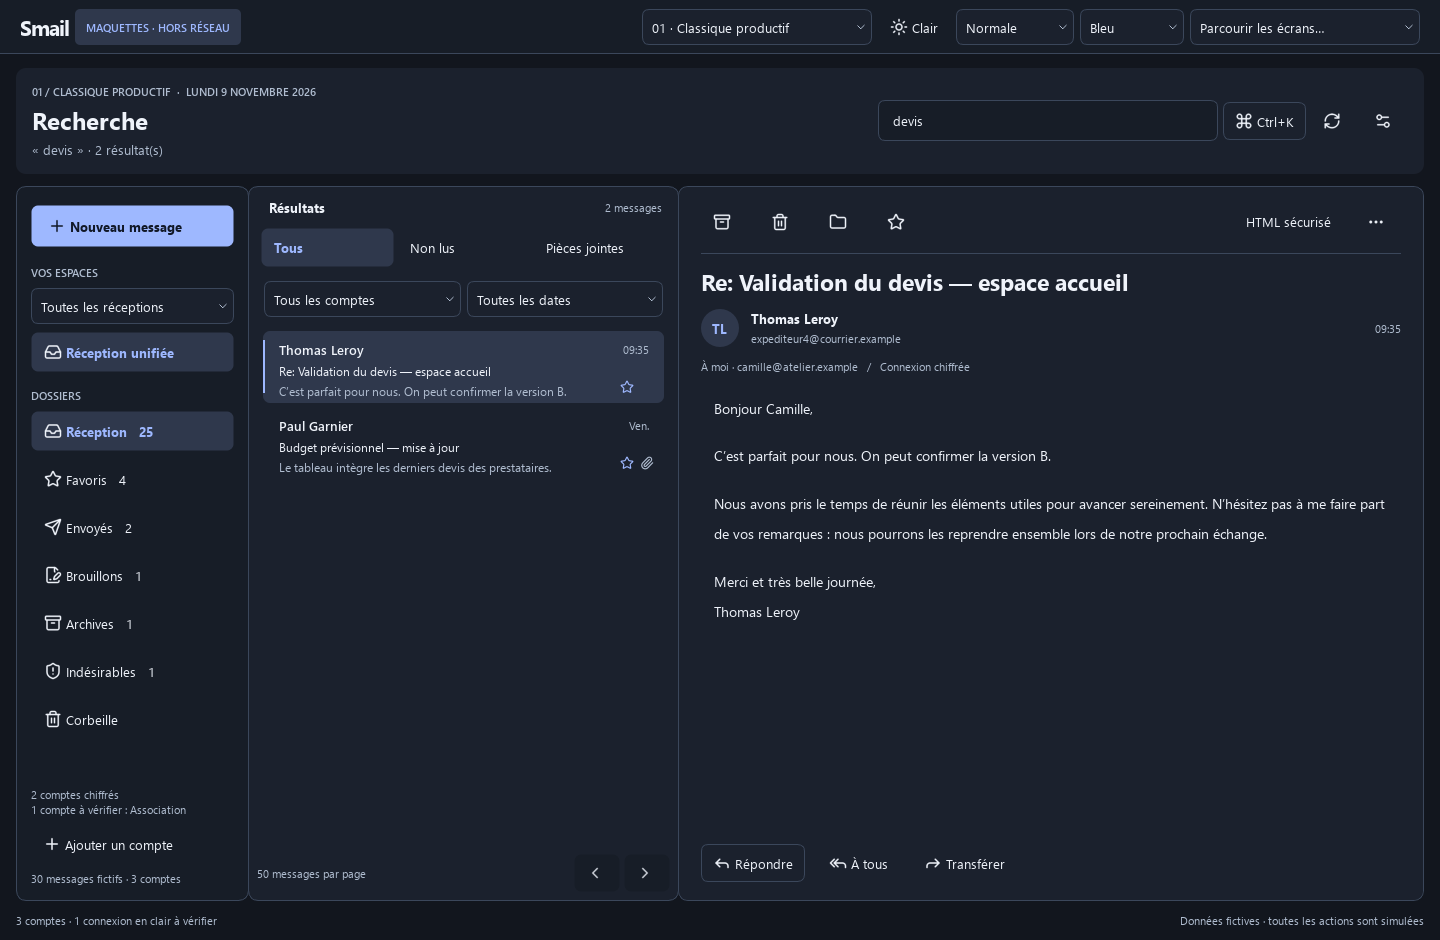 Smail
MAQUETTES · HORS RÉSEAU
01 · Classique productif
Clair
Normale
Bleu
Parcourir les écrans...
01 / CLASSIQUE PRODUCTIF · LUNDI 9 NOVEMBRE 2026
Recherche
« devis » · 2 résultat(s)
devis
Ctrl+K
Nouveau message
VOS ESPACES
Toutes les réceptions
Réception unifiée
DOSSIERS
Réception 25
Favoris 4
Envoyés 2
Brouillons 1
Archives 1
Indésirables 1
Corbeille
2 comptes chiffrés
1 compte à vérifier : Association
Ajouter un compte
30 messages fictifs · 3 comptes
Résultats
2 messages
Tous
Non lus
Pièces jointes
Tous les comptes
Toutes les dates
Thomas Leroy
09:35
Re: Validation du devis — espace accueil
C'est parfait pour nous. On peut confirmer la version B.
Paul Garnier
Ven.
Budget prévisionnel — mise à jour
Le tableau intègre les derniers devis des prestataires.
50 messages par page
HTML sécurisé
Re: Validation du devis — espace accueil
TL
Thomas Leroy
expediteur4@courrier.example
09:35
À moi · camille@atelier.example / Connexion chiffrée
Bonjour Camille,
C'est parfait pour nous. On peut confirmer la version B.
Nous avons pris le temps de réunir les éléments utiles pour avancer sereinement. N'hésitez pas à me faire part
de vos remarques : nous pourrons les reprendre ensemble lors de notre prochain échange.
Merci et très belle journée,
Thomas Leroy
Répondre
À tous
Transférer
3 comptes · 1 connexion en clair à vérifier
Données fictives · toutes les actions sont simulées